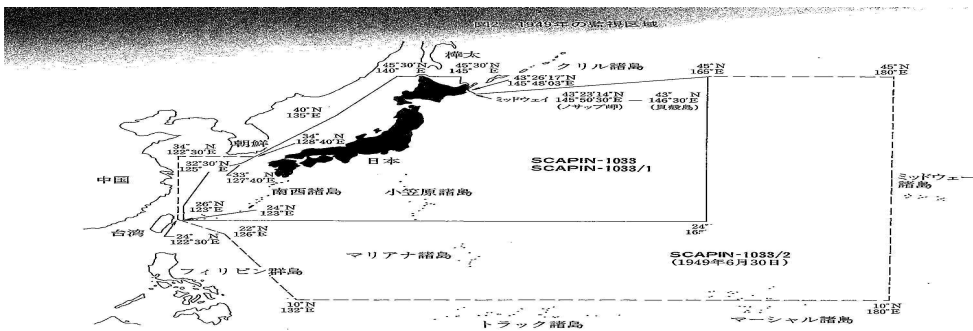 図2 1949年の監視区域
樺太
45°30'N
140° E
45°30'N
145° E
クリル諸島
43°26'17"N
145°48'03"E
45°N
165°E
45°N
180°E
ミッドウェイ
43°23'14"N
145°50'30"E
(ノサップ岬)
43° N
146°30'E
(貝殻島)
40°N
135°E
朝鮮
34° N
128°40'E
34° N
122°30'E
32°30'N
125° E
33° N
127°40'E
日本
SCAPIN-1033
SCAPIN-1033/1
中国
南西諸島
小笠原諸島
ミッドウェー
諸島
26°N
123°E
24°N
123°E
台湾
24° N
122°30'E
22°N
126°E
24°
16
マリアナ諸島
SCAPIN-1033/2
(1949年6月30日)
フィリピン群島
10°N
132°E
10°N
180°E
トラック諸島
マーシャル諸島